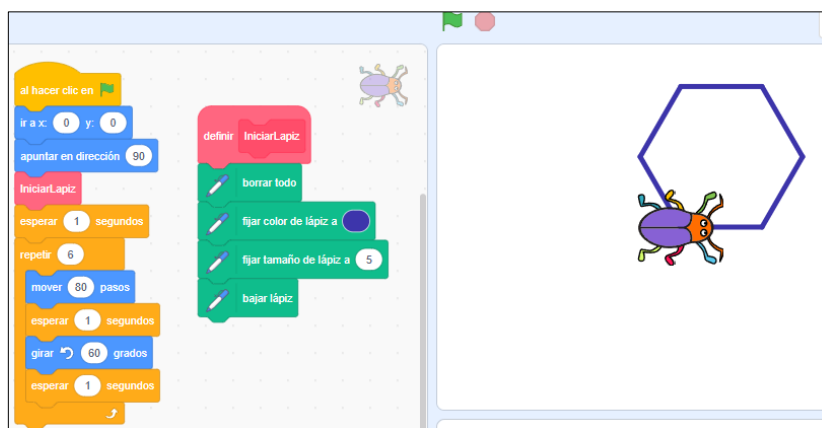 al hacer clic en
ir a x: 0 y: 0
apuntar en dirección 90
IniciarLapiz
esperar 1 segundos
repetir 6
mover 80 pasos
esperar 1 segundos
girar 60 grados
esperar 1 segundos
definir IniciarLapiz
borrar todo
fijar color de lápiz a
fijar tamaño de lápiz a 5
bajar lápiz